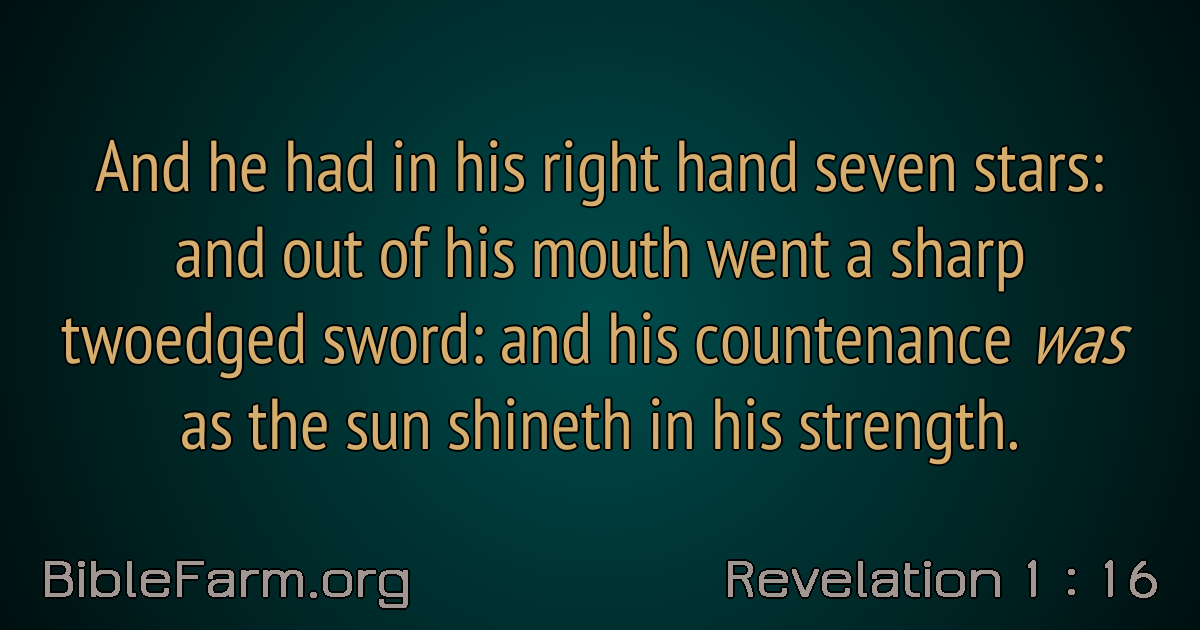 And he had in his right hand seven stars:
and out of his mouth went a sharp
twoedged sword: and his countenance was
as the sun shineth in his strength.
BibleFarm.org
Revelation 1 : 16